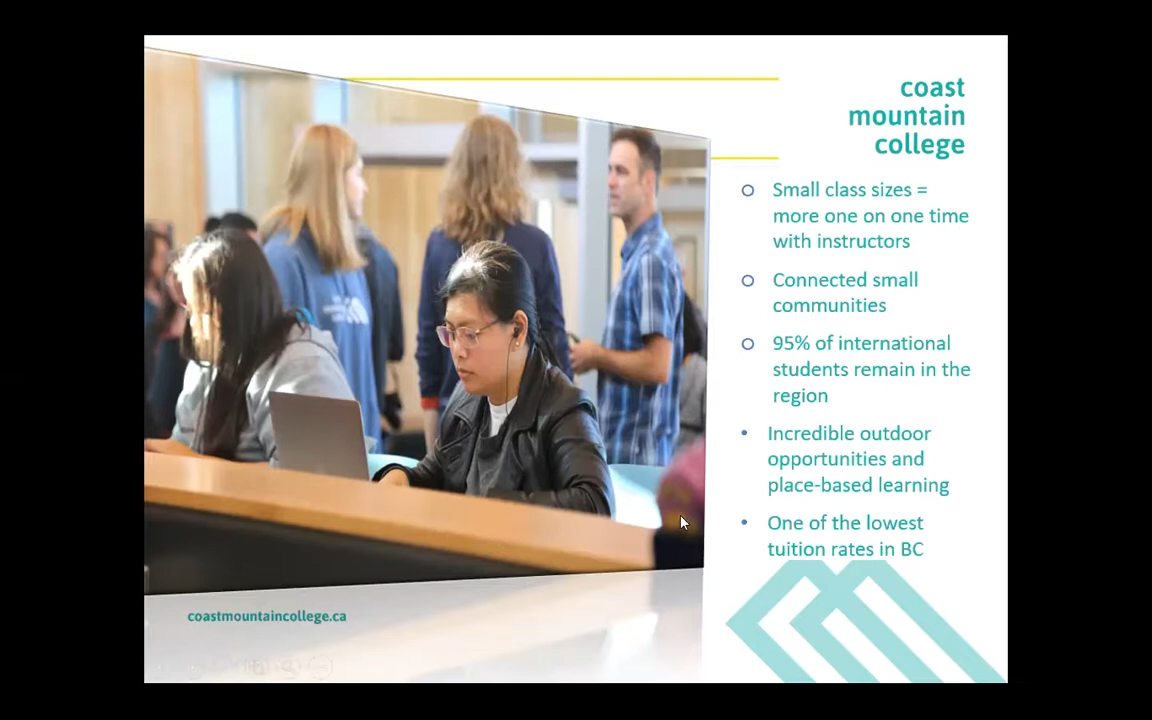 coast
mountain
college
Small class sizes =
more one on one time
with instructors
Connected small
communities
95% of international
students remain in the
region
Incredible outdoor
opportunities and
place-based learning
One of the lowest
tuition rates in BC
coastmountaincollege.ca